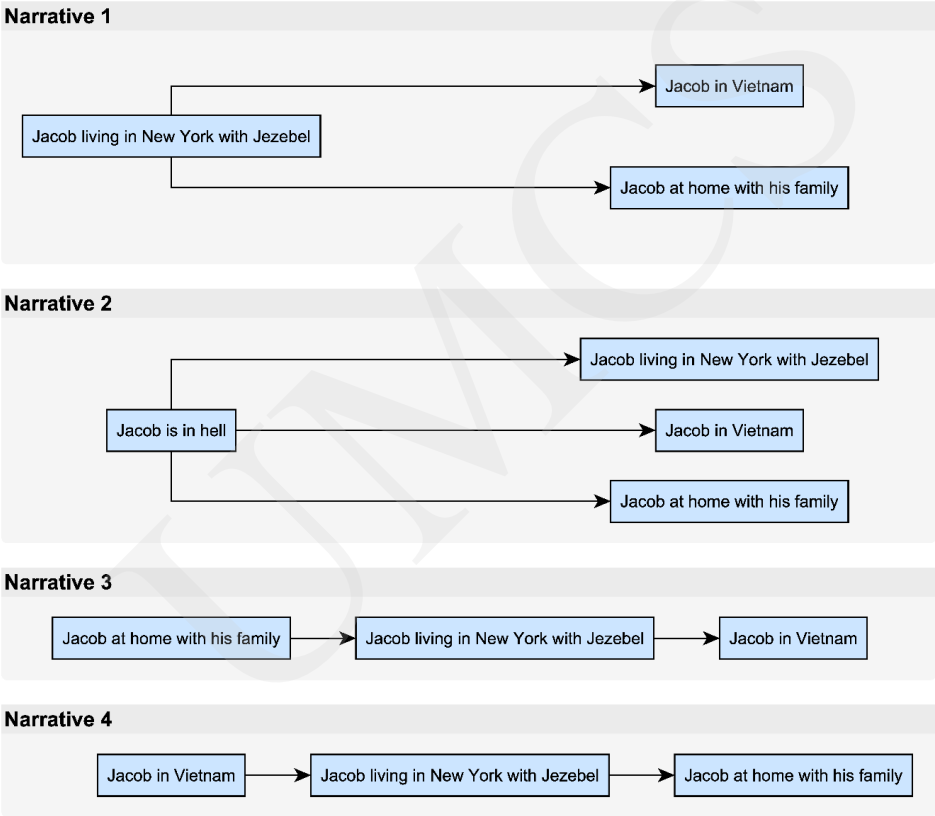 Narrative 1
Jacob in Vietnam
Jacob living in New York with Jezebel
Jacob at home with his family
Narrative 2
Jacob living in New York with Jezebel
Jacob is in hell
Jacob in Vietnam
Jacob at home with his family
Narrative 3
Jacob at home with his family
Jacob living in New York with Jezebel
Jacob in Vietnam
Narrative 4
Jacob in Vietnam
Jacob living in New York with Jezebel
Jacob at home with his family
UMCS